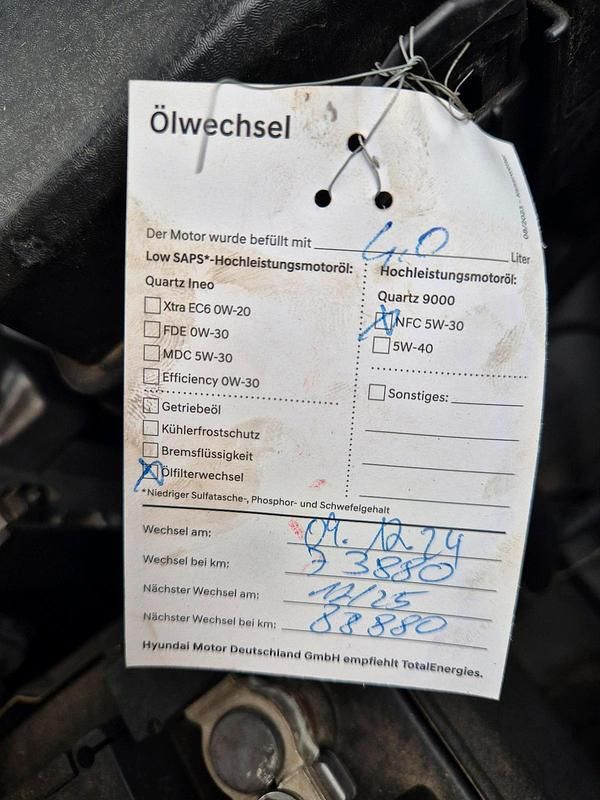 Ölwechsel
Der Motor wurde befüllt mit 4,0 Liter
Low SAPS*-Hochleistungsmotoröl:
Quartz Ineo
Xtra EC6 0W-20
FDE 0W-30
MDC 5W-30
Efficiency 0W-30
Getriebeöl
Kühlerfrostschutz
Bremsflüssigkeit
Ölfilterwechsel
Hochleistungsmotoröl:
Quartz 9000
NFC 5W-30
5W-40
Sonstiges:
*Niedriger Sulfatasche-, Phosphor- und Schwefelgehalt
Wechsel am: 09.12.24
Wechsel bei km: 73880
Nächster Wechsel am: 12/25
Nächster Wechsel bei km: 88880
Hyundai Motor Deutschland GmbH empfiehlt TotalEnergies.